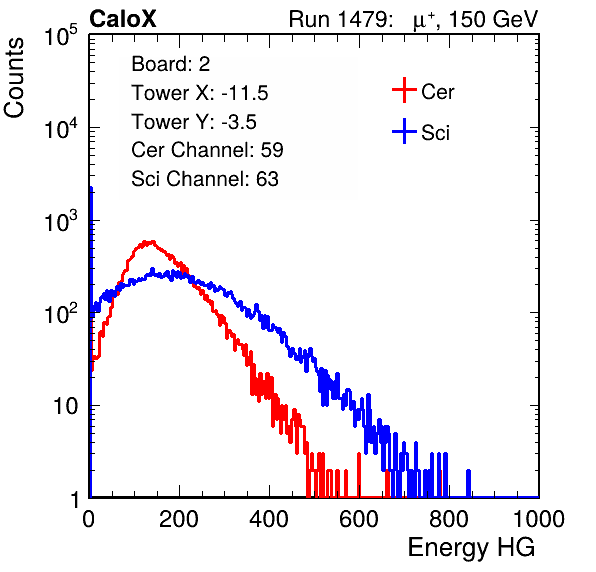 CaloX Run 1479: μ⁺, 150 GeV
Counts
Board: 2
Tower X: -11.5
Tower Y: -3.5
Cer Channel: 59
Sci Channel: 63
Cer
Sci
10⁵
10⁴
10³
10²
10
1
0 200 400 600 800 1000
Energy HG